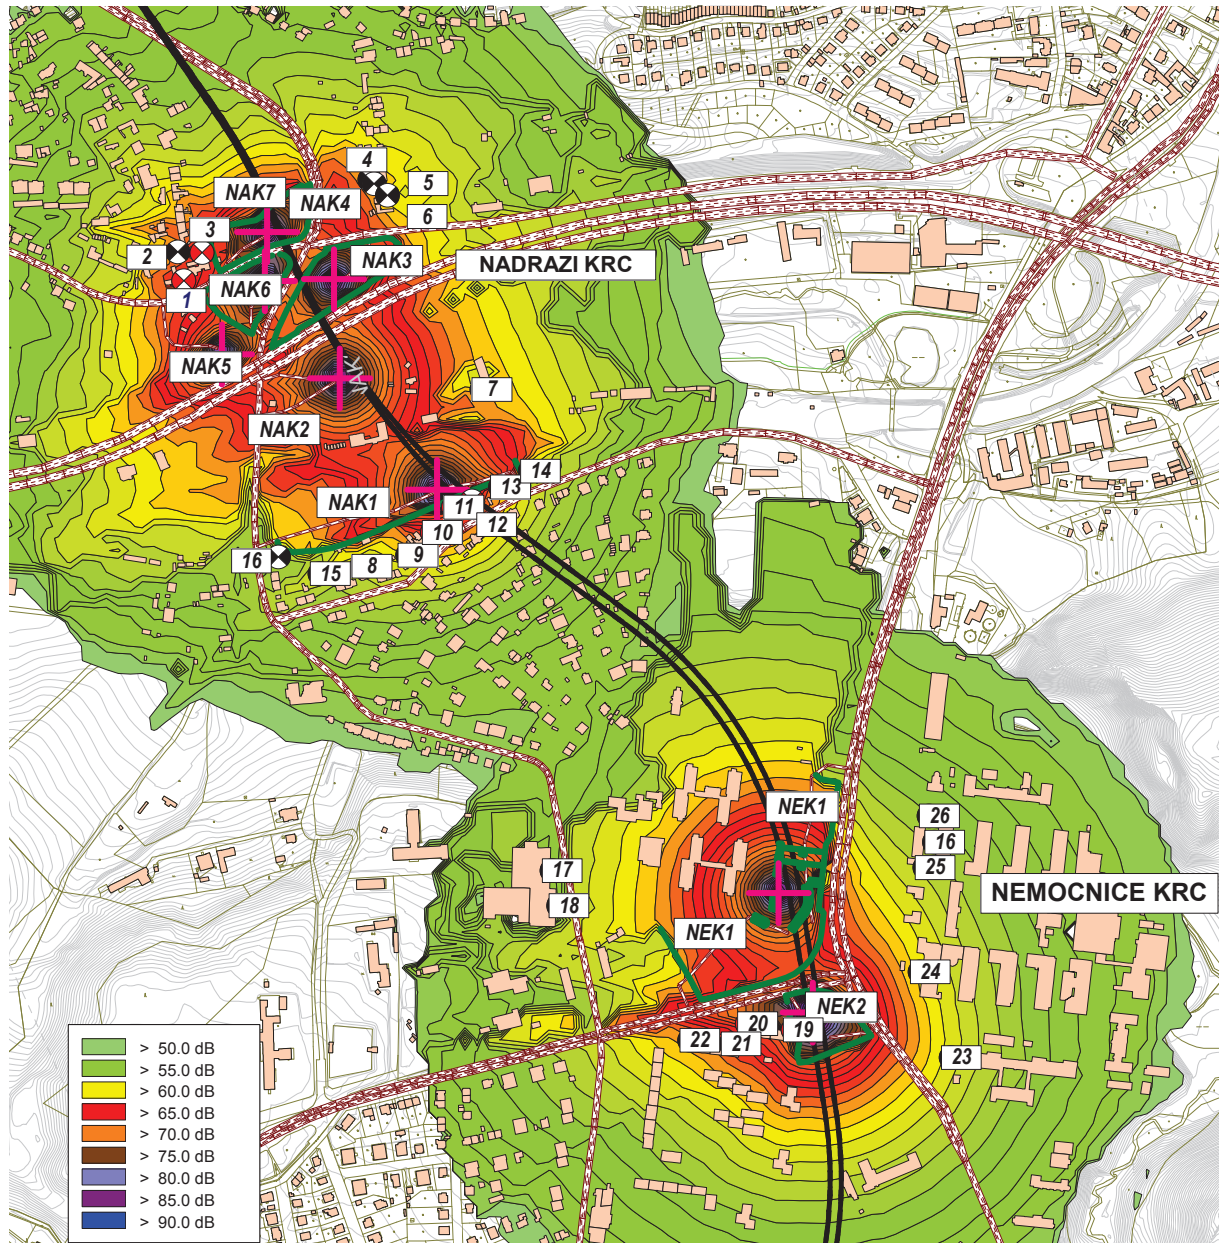 4
5
NAK7
NAK4
6
3
2
NAK3
NADRAZI KRC
1
NAK6
NAK5
NAK
7
NAK2
14
13
NAK1
11
12
10
9
16
8
15
NEK1
26
16
17
25
NEMOCNICE KRC
18
NEK1
24
NEK2
20
19
22
21
23
> 50.0 dB
> 55.0 dB
> 60.0 dB
> 65.0 dB
> 70.0 dB
> 75.0 dB
> 80.0 dB
> 85.0 dB
> 90.0 dB